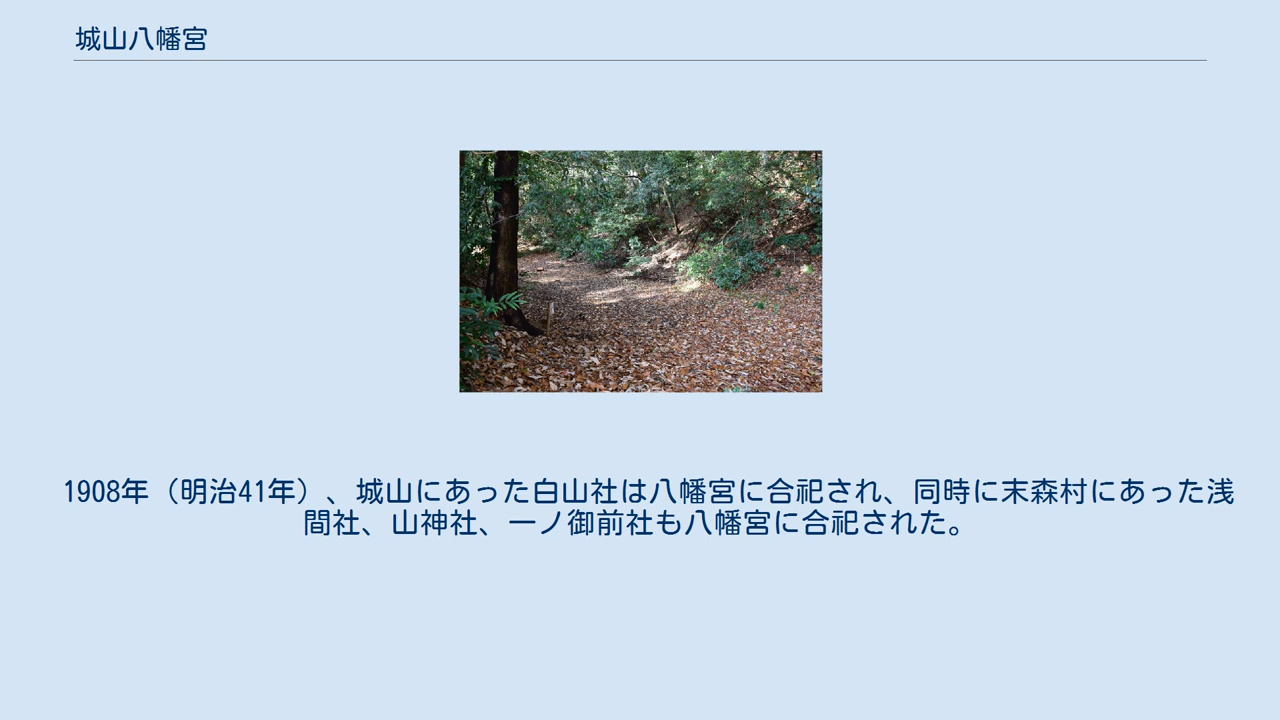 城山八幡宮
1908年（明治41年）、城山にあった白山社は八幡宮に合祀され、同時に末森村にあった浅
間社、山神社、一ノ御前社も八幡宮に合祀された。